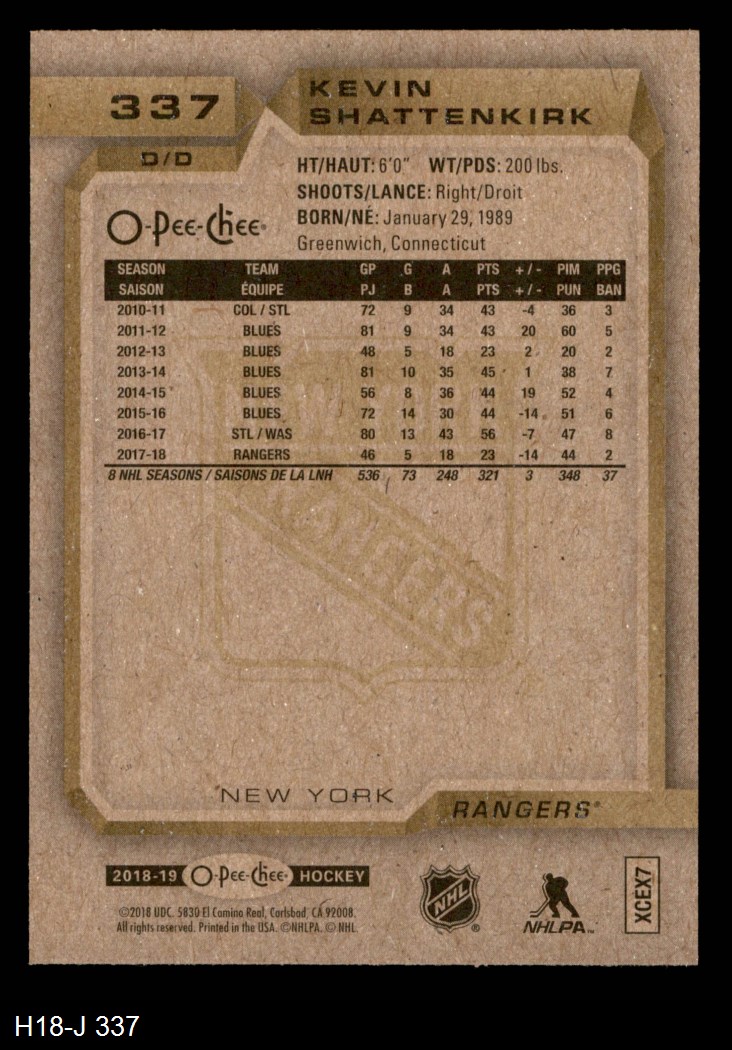 337
KEVIN
SHATTENKIRK
D/D
HT/HAUT: 6'0" WT/PDS: 200 lbs.
SHOOTS/LANCE: Right/Droit
O-Pee-Chee
BORN/NÉ: January 29, 1989
Greenwich, Connecticut
SEASON TEAM GP G A PTS +/- PIM PPG
SAISON ÉQUIPE PJ B A PTS +/- PUN BAN
2010-11 COL / STL 72 9 34 43 -4 36 3
2011-12 BLUES 81 9 34 43 20 60 5
2012-13 BLUES 48 5 18 23 2 20 2
2013-14 BLUES 81 10 35 45 1 38 7
2014-15 BLUES 56 8 36 44 19 52 4
2015-16 BLUES 72 14 30 44 -14 51 6
2016-17 STL / WAS 80 13 43 56 -7 47 8
2017-18 RANGERS 46 5 18 23 -14 44 2
8 NHL SEASONS / SAISONS DE LA LNH 536 73 248 321 3 348 37
NEW YORK
RANGERS
NEW YORK
RANGERS®
2018-19 O-Pee-Chee HOCKEY
©2018 UDC. 5830 El Camino Real, Carlsbad, CA 92008.
All rights reserved. Printed in the USA. ©NHLPA. © NHL.
NHL ®
NHLPA™
XCEX7
H18-J 337